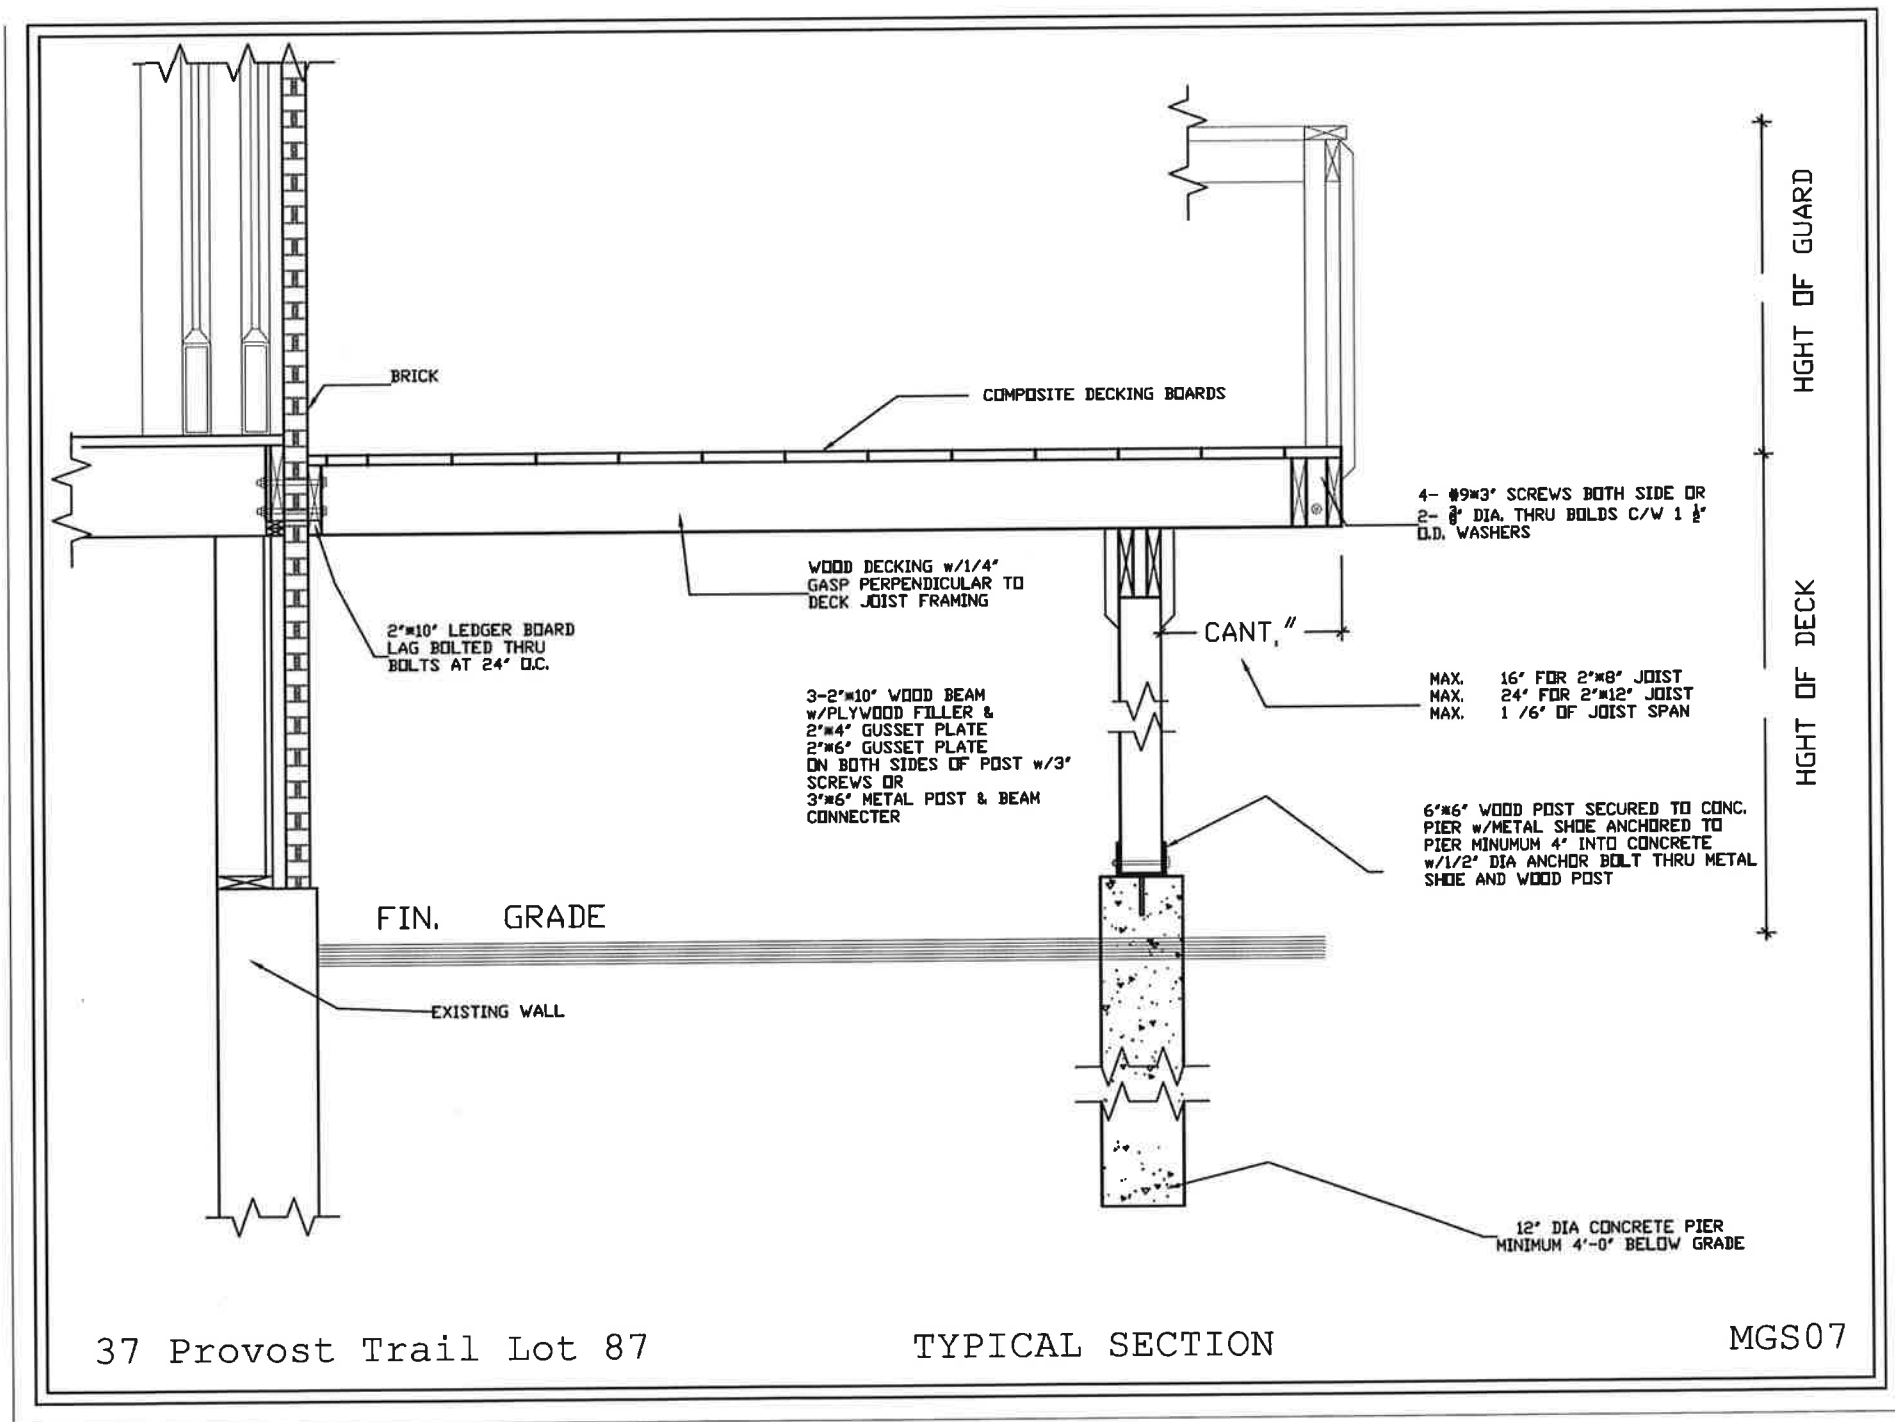 HGHT OF GUARD
BRICK
COMPOSITE DECKING BOARDS
4- #9*3" SCREWS BOTH SIDE OR
2- 3/8" DIA. THRU BOLDS C/W 1 1/2"
O.D. WASHERS
WOOD DECKING w/1/4"
GASP PERPENDICULAR TO
DECK JOIST FRAMING
2"*10" LEDGER BOARD
LAG BOLTED THRU
BOLTS AT 24" O.C.
CANT,"
HGHT OF DECK
MAX. 16" FOR 2"*8" JOIST
MAX. 24" FOR 2"*12" JOIST
MAX. 1 /6" OF JOIST SPAN
3-2"*10" WOOD BEAM
w/PLYWOOD FILLER &
2"*4" GUSSET PLATE
2"*6" GUSSET PLATE
ON BOTH SIDES OF POST w/3"
SCREWS OR
3"*6" METAL POST & BEAM
CONNECTER
6"*6" WOOD POST SECURED TO CONC.
PIER w/METAL SHOE ANCHORED TO
PIER MINUMUM 4" INTO CONCRETE
w/1/2" DIA ANCHOR BOLT THRU METAL
SHOE AND WOOD POST
FIN. GRADE
EXISTING WALL
12" DIA CONCRETE PIER
MINIMUM 4'-0" BELOW GRADE
37 Provost Trail Lot 87
TYPICAL SECTION
MGS07